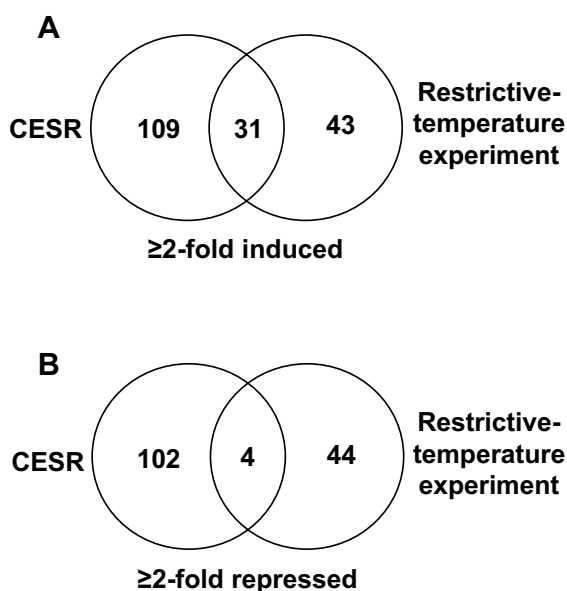 A
CESR
109
31
43
Restrictive-
temperature
experiment
≥2-fold induced
B
CESR
102
4
44
Restrictive-
temperature
experiment
≥2-fold repressed